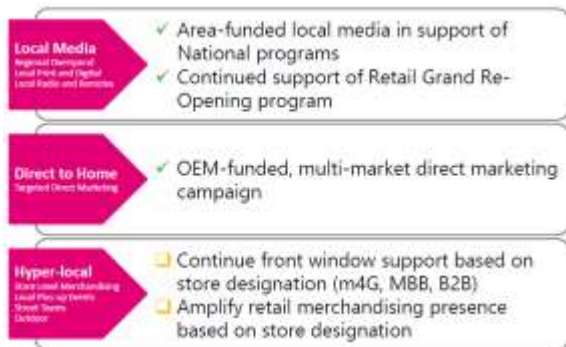 Local Media
Regional Overspend
Local Print and Digital
Local Radio and Remotes
✓ Area-funded local media in support of
National programs
✓ Continued support of Retail Grand Re-
Opening program
Direct to Home
Targeted Direct Marketing
✓ OEM-funded, multi-market direct marketing
campaign
Hyper-local
Store Level Merchandising
Local Pop-up Events
Street Teams
Outdoor
❑ Continue front window support based on
store designation (m4G, MBB, B2B)
❑ Amplify retail merchandising presence
based on store designation